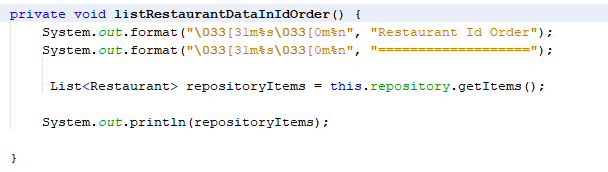 private void listRestaurantDataInIdOrder() {
    System.out.format("\033[31m%s\033[0m%n", "Restaurant Id Order");
    System.out.format("\033[31m%s\033[0m%n", "===================");
     List<Restaurant> repositoryItems = this.repository.getItems();
    System.out.println(repositoryItems);
}